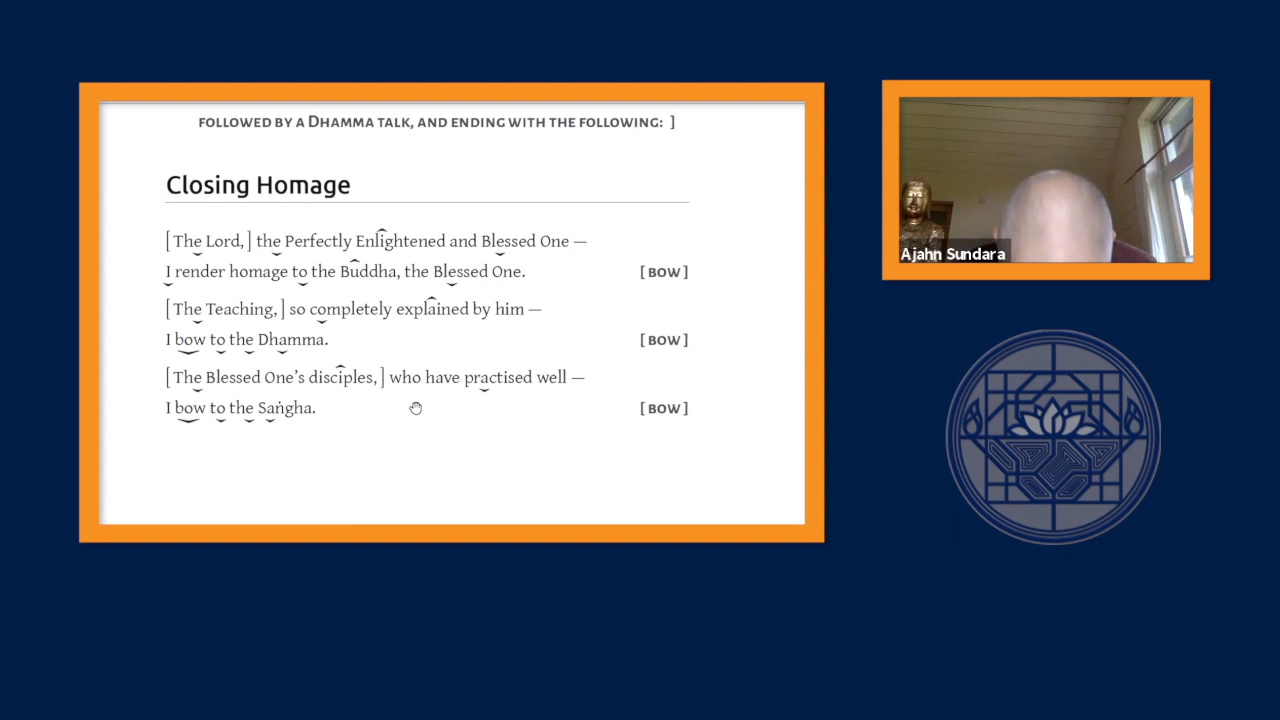 FOLLOWED BY A DHAMMA TALK, AND ENDING WITH THE FOLLOWING: ]
Closing Homage
[The Lord,] the Perfectly Enlightened and Blessed One —
I render homage to the Buddha, the Blessed One. [BOW]
[The Teaching,] so completely explained by him —
I bow to the Dhamma. [BOW]
[The Blessed One’s disciples,] who have practised well —
I bow to the Saṅgha. [BOW]
Ajahn Sundara